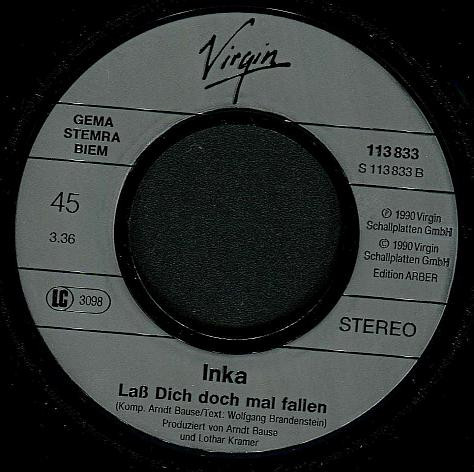 Virgin
GEMA
STEMRA
BIEM
113 833
S 113 833 B
45
3.36
℗ 1990 Virgin
Schallplatten GmbH
© 1990 Virgin
Schallplatten GmbH
Edition ARBER
LC 3098
STEREO
Inka
Laß Dich doch mal fallen
(Komp. Arndt Bause/Text: Wolfgang Brandenstein)
Produziert von Arndt Bause
und Lothar Kramer